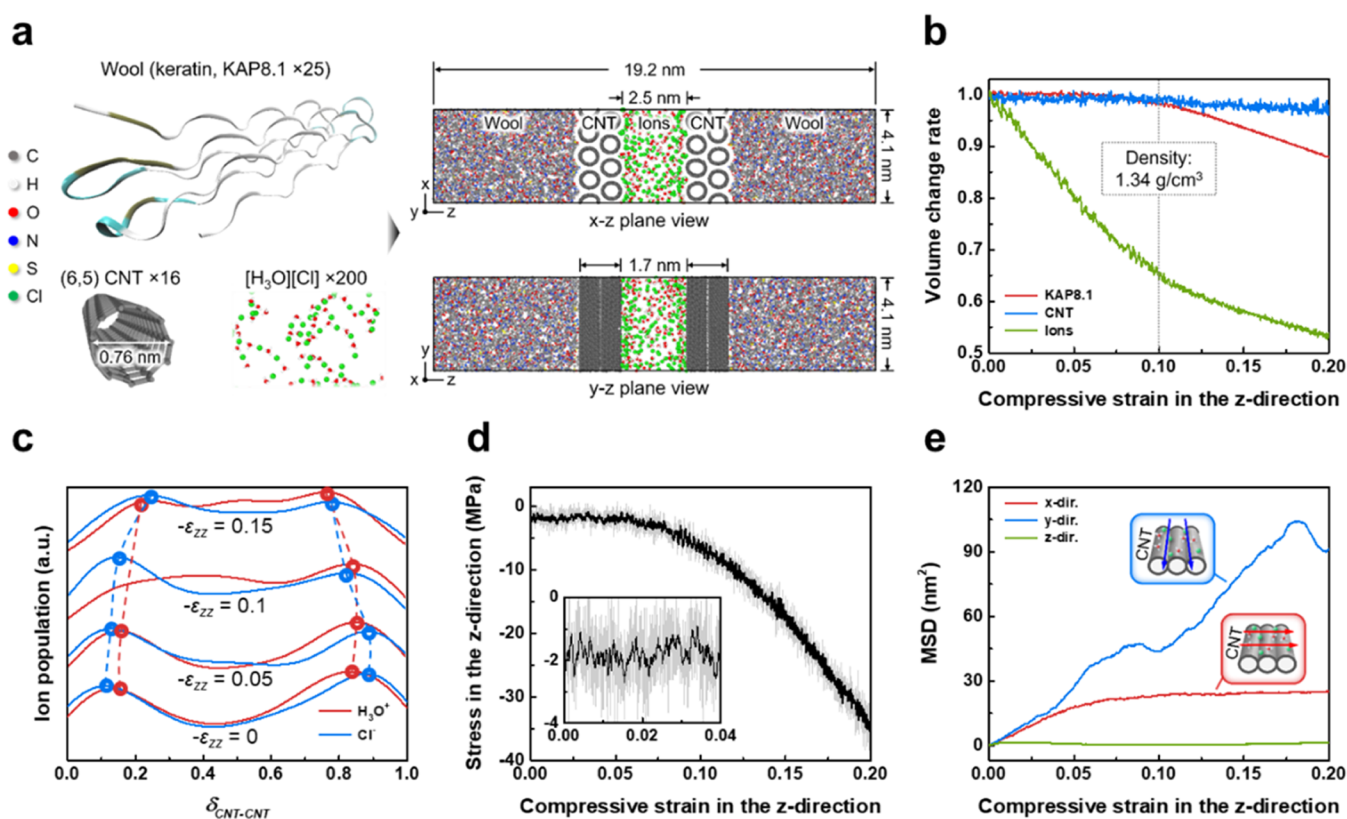 a
Wool (keratin, KAP8.1 ×25)
C
H
O
N
S
Cl
(6,5) CNT ×16
0.76 nm
[H₃O][Cl] ×200
19.2 nm
2.5 nm
Wool CNT Ions CNT Wool
4.1 nm
x
y z
x-z plane view
1.7 nm
4.1 nm
y
x z
y-z plane view
b
Volume change rate
1.0
0.9
0.8
0.7
0.6
0.5
Density:
1.34 g/cm³
KAP8.1
CNT
Ions
0.00 0.05 0.10 0.15 0.20
Compressive strain in the z-direction
c
Ion population (a.u.)
-εzz = 0.15
-εzz = 0.1
-εzz = 0.05
-εzz = 0
H₃O⁺
Cl⁻
0.0 0.2 0.4 0.6 0.8 1.0
δCNT-CNT
d
Stress in the z-direction (MPa)
0
-10
-20
-30
-40
0
-2
-4
0.00 0.02 0.04
0.00 0.05 0.10 0.15 0.20
Compressive strain in the z-direction
e
MSD (nm²)
120
90
60
30
0
x-dir.
y-dir.
z-dir.
CNT
CNT
0.00 0.05 0.10 0.15 0.20
Compressive strain in the z-direction